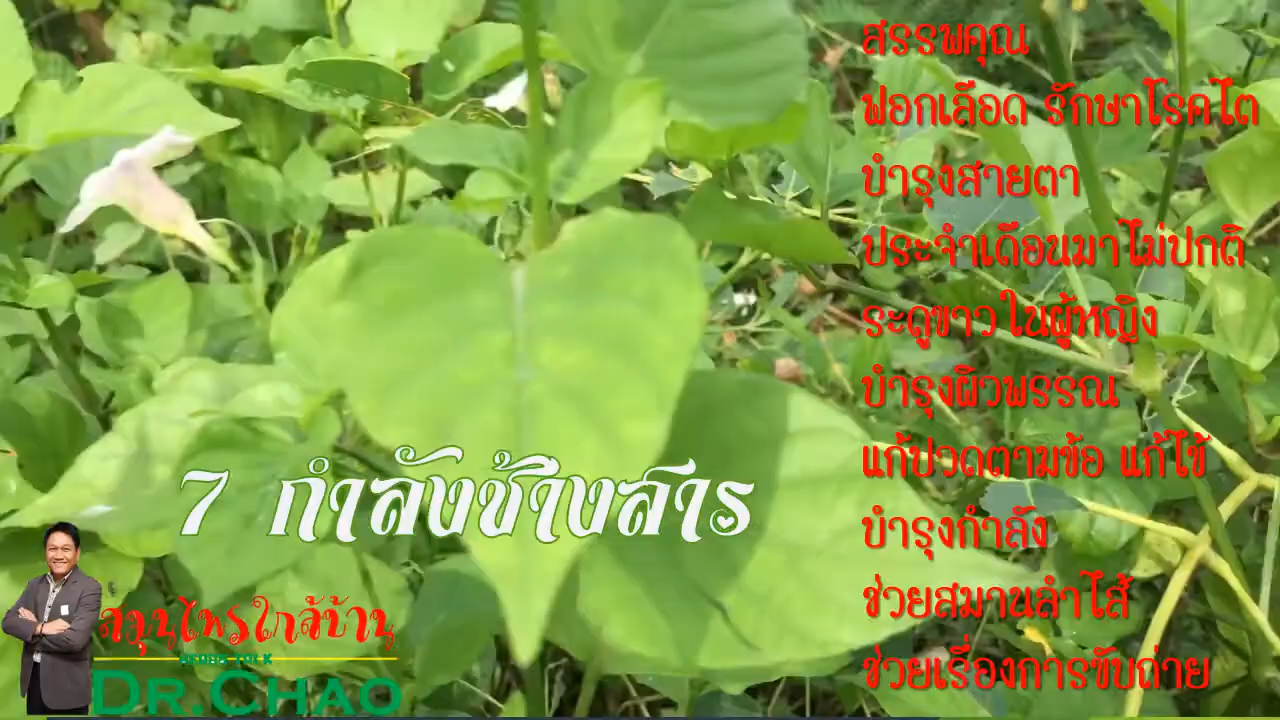 สรรพคุณ
ฟอกเลือด รักษาโรคไต
บำรุงสายตา
ประจำเดือนมาไม่ปกติ
ระดูขาว ในผู้หญิง
บำรุงผิวพรรณ
แก้ปวดตามข้อ แก้ไข้
บำรุงกำลัง
ช่วยสมานลำไส้
ช่วยเรื่องการขับถ่าย
7 กำลังช้างสาร
สมุนไพรใกล้บ้าน
HERBS TALK
DR.CHAO